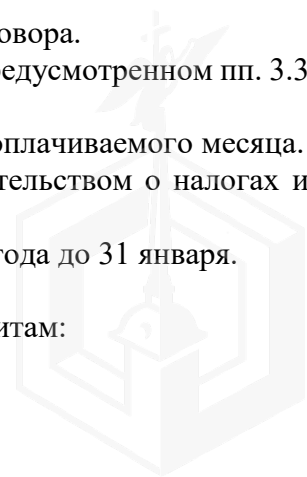 овора.
едусмотренном пп. 3.3
оплачиваемого месяца.
тельством о налогах и
года до 31 января.
итам: